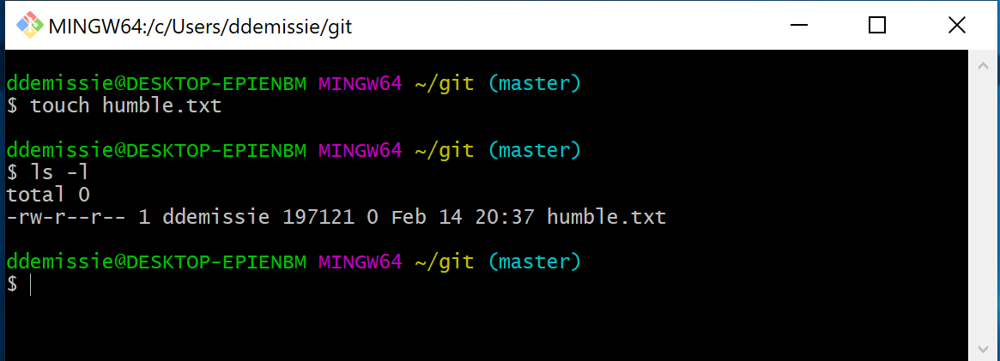 MINGW64:/c/Users/ddemissie/git
ddemissie@DESKTOP-EPIENBM MINGW64 ~/git (master)
$ touch humble.txt
ddemissie@DESKTOP-EPIENBM MINGW64 ~/git (master)
$ ls -l
total 0
-rw-r--r-- 1 ddemissie 197121 0 Feb 14 20:37 humble.txt
ddemissie@DESKTOP-EPIENBM MINGW64 ~/git (master)
$